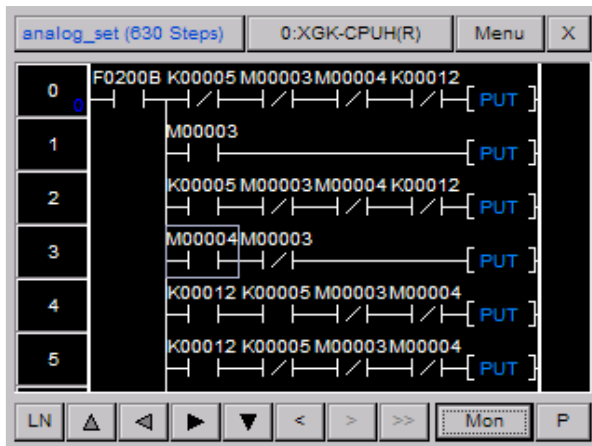 analog_set (630 Steps) 0:XGK-CPUH(R) Menu X
0 0 F0200B K00005 M00003 M00004 K00012 PUT
1 M00003 PUT
2 K00005 M00003 M00004 K00012 PUT
3 M00004 M00003 PUT
4 K00012 K00005 M00003 M00004 PUT
5 K00012 K00005 M00003 M00004 PUT
LN < > >> Mon P